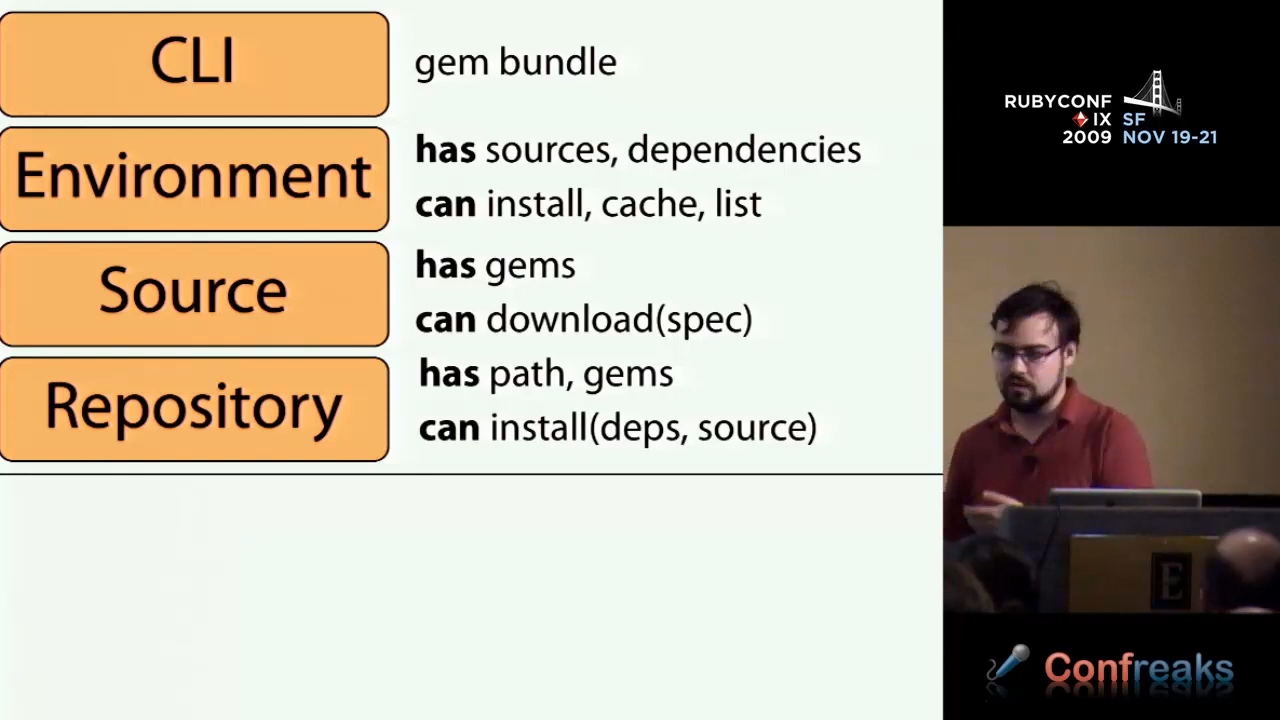 CLI
gem bundle
Environment
has sources, dependencies
can install, cache, list
Source
has gems
can download(spec)
Repository
has path, gems
can install(deps, source)
RUBYCONF
IX SF
2009 NOV 19-21
E
Confreaks